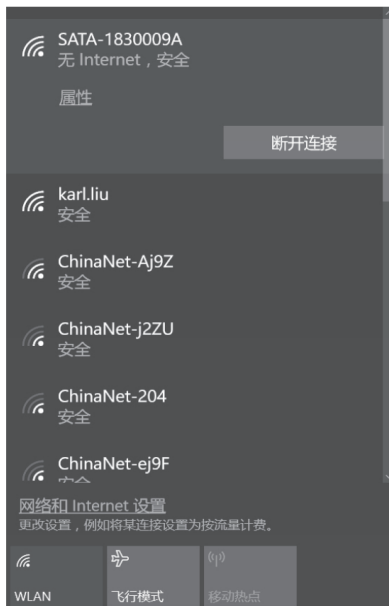 SATA-1830009A
无 Internet，安全
属性
断开连接
karl.liu
安全
ChinaNet-Aj9Z
安全
ChinaNet-j2ZU
安全
ChinaNet-204
安全
ChinaNet-ej9F
网络和 Internet 设置
更改设置，例如将某连接设置为按流量计费。
WLAN
飞行模式
移动热点